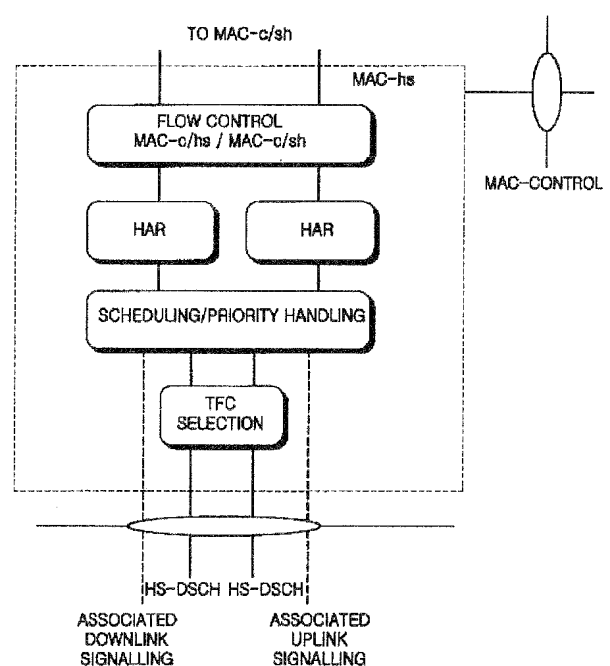 TO MAC-c/sh
MAC-hs
FLOW CONTROL
MAC-c/hs / MAC-c/sh
MAC-CONTROL
HAR HAR
SCHEDULING/PRIORITY HANDLING
TFC
SELECTION
HS-DSCH HS-DSCH
ASSOCIATED
DOWNLINK
SIGNALLING
ASSOCIATED
UPLINK
SIGNALLING